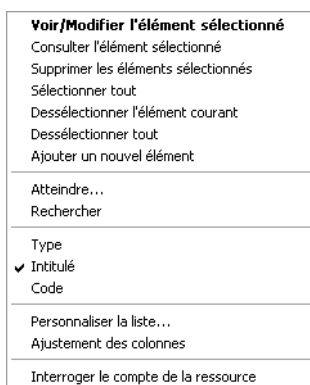 Voir/Modifier l'élément sélectionné
Consulter l'élément sélectionné
Supprimer les éléments sélectionnés
Sélectionner tout
Dessélectionner l'élément courant
Dessélectionner tout
Ajouter un nouvel élément
Atteindre...
Rechercher
Type
Intitulé
Code
Personnaliser la liste...
Ajustement des colonnes
Interroger le compte de la ressource